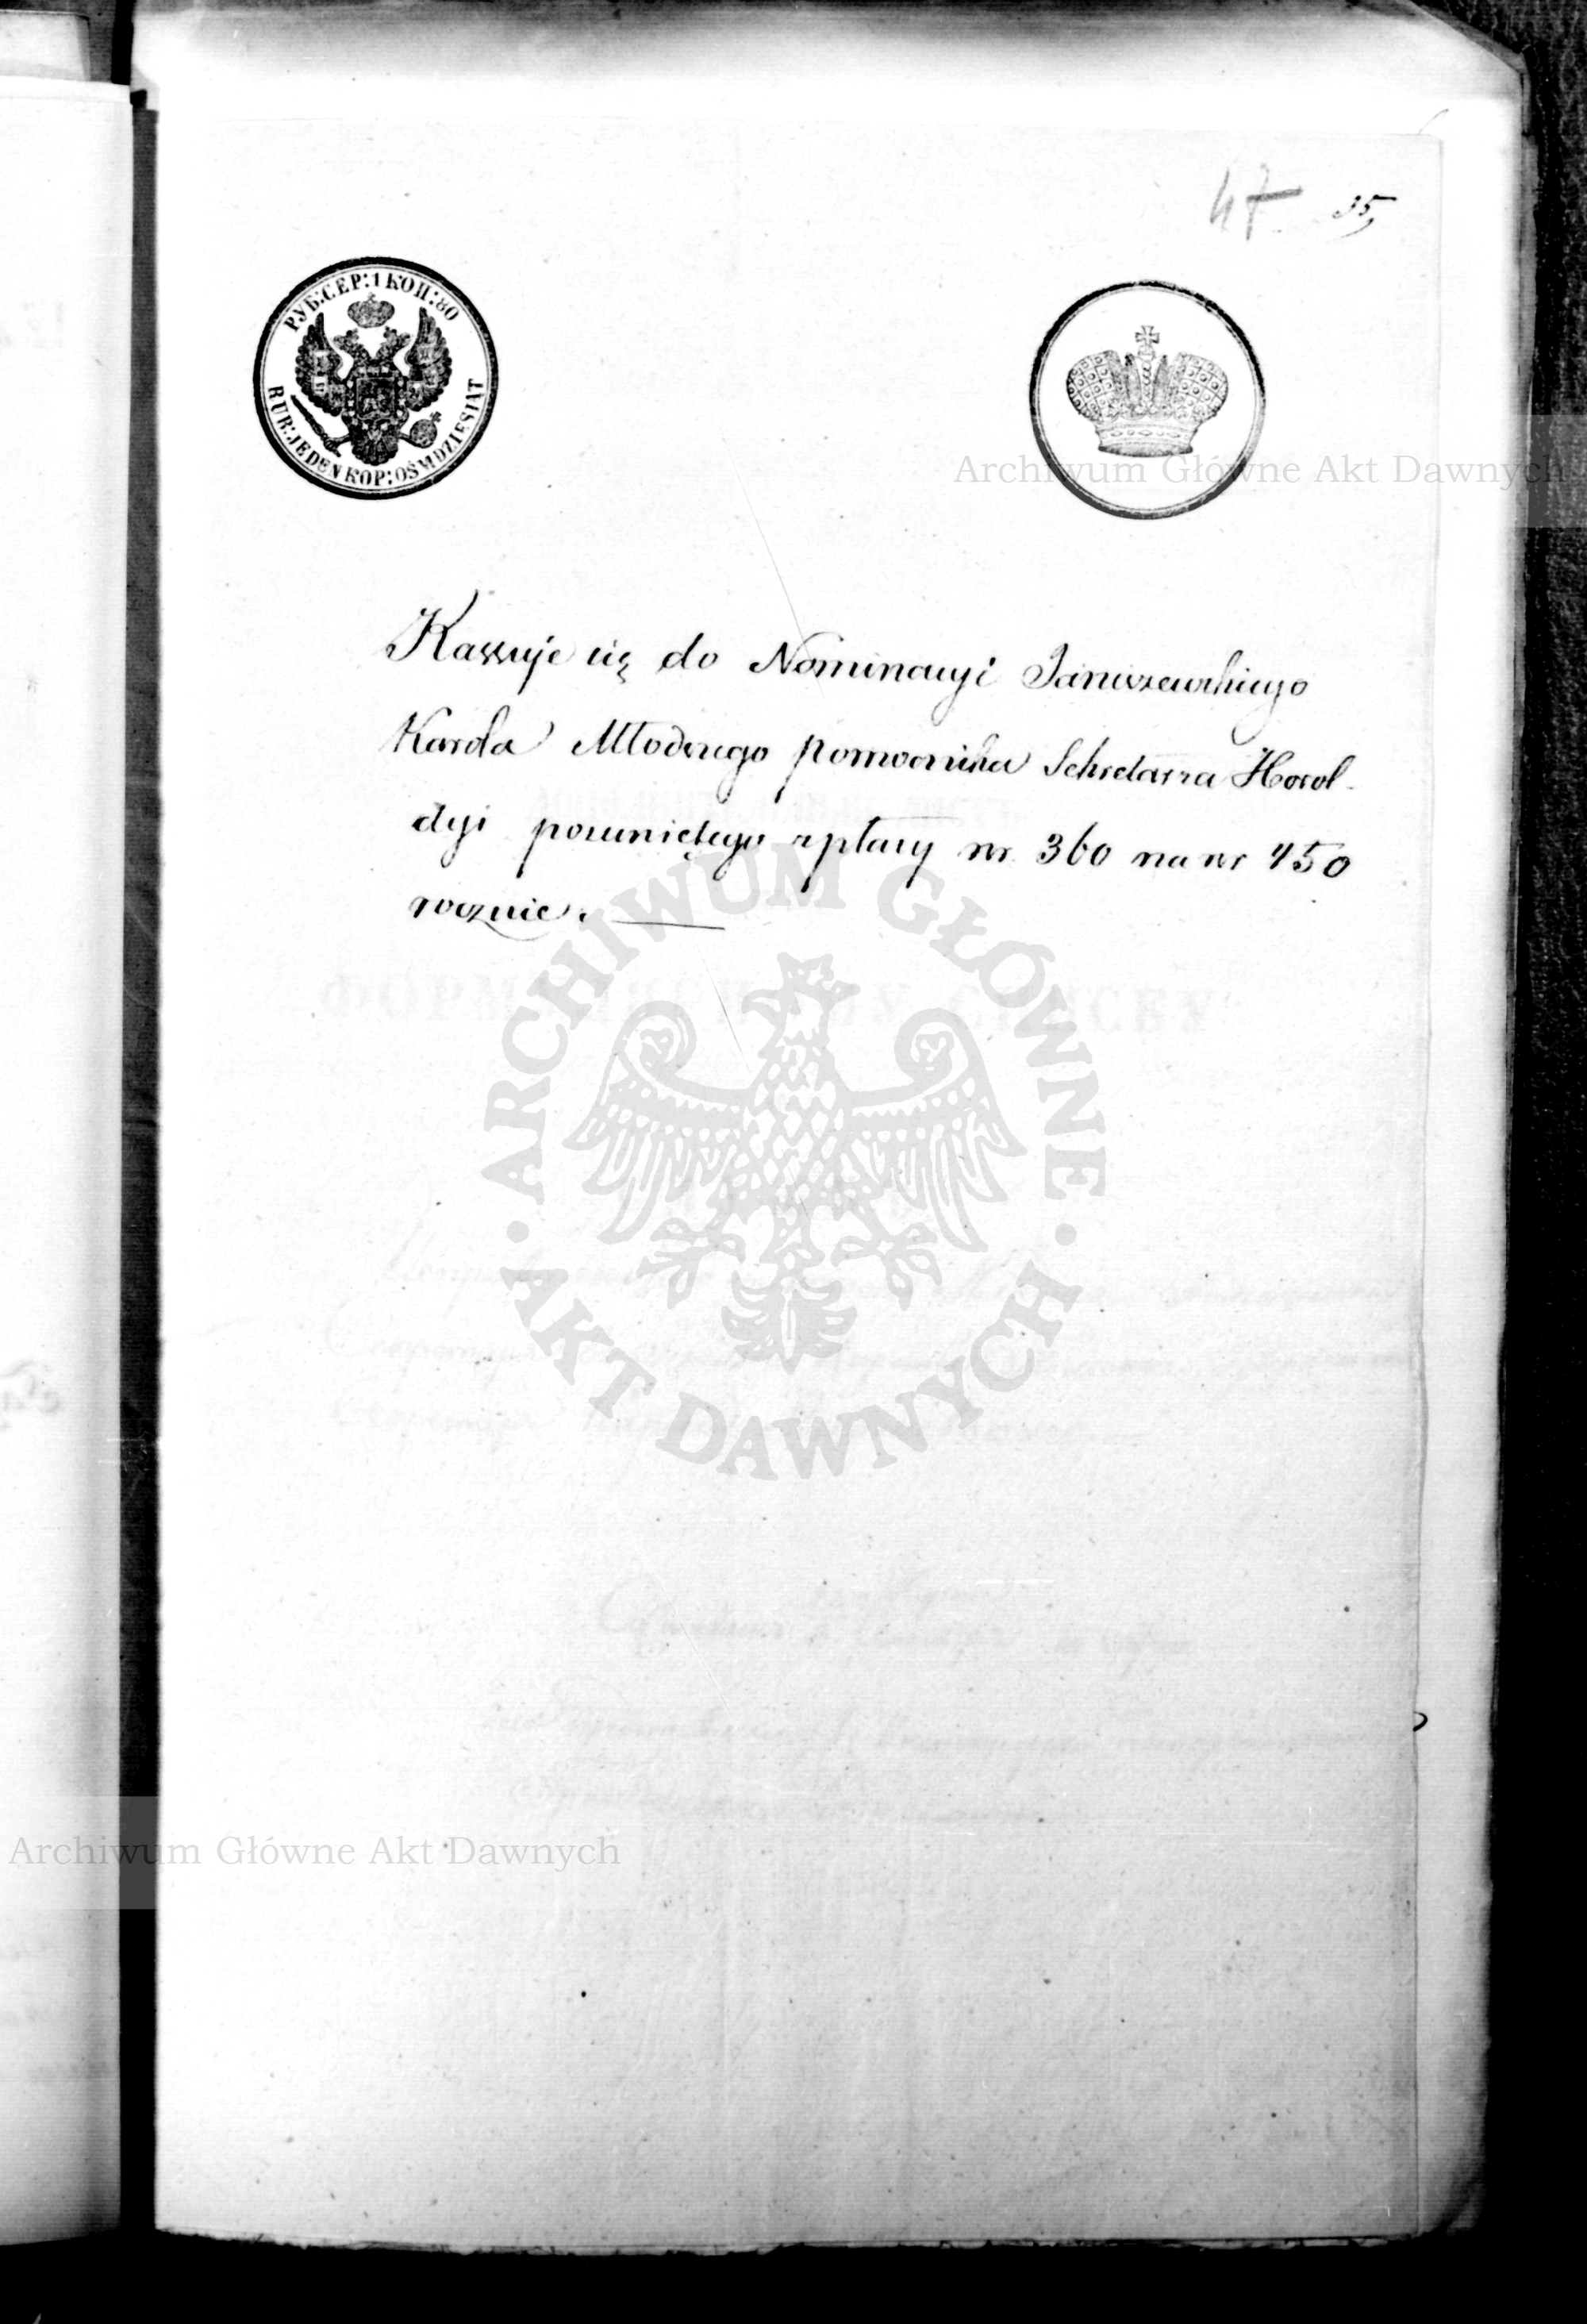 47 35,
РУБ:СЕР:1 КОП:80
RUB:JEDEN KOP:OŚMDZIESIĄT
Archiwum Główne Akt Dawnych
Kassuje się do Nominacyi Janiszewskiego
Karola Młodszego pomocnika Sekretarza Herol-
dyi posuniętego z płacy rs. 360 na rs 450
rocznie.
ARCHIWUM GŁÓWNE
AKT DAWNYCH
Archiwum Główne Akt Dawnych